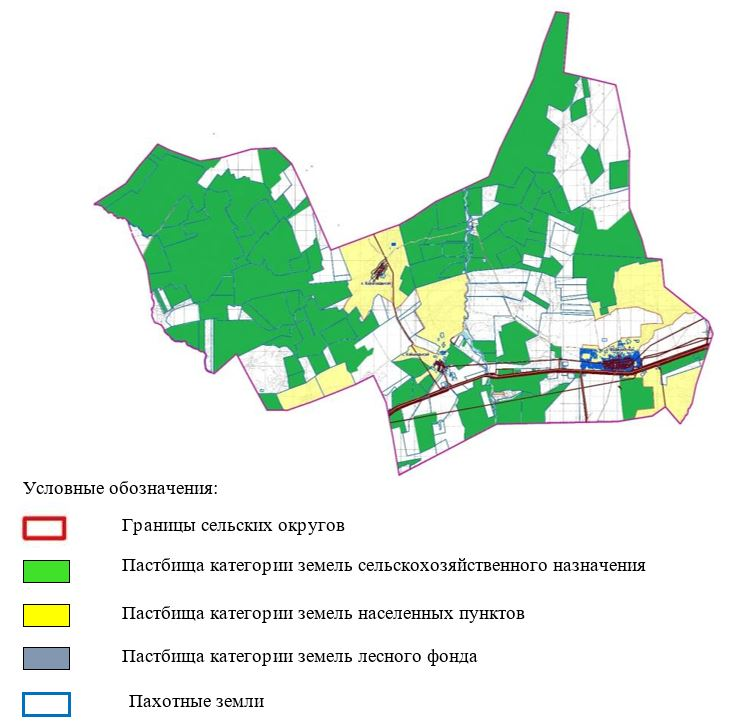 Условные обозначения:
Границы сельских округов
Пастбища категории земель сельскохозяйственного назначения
Пастбища категории земель населенных пунктов
Пастбища категории земель лесного фонда
Пахотные земли